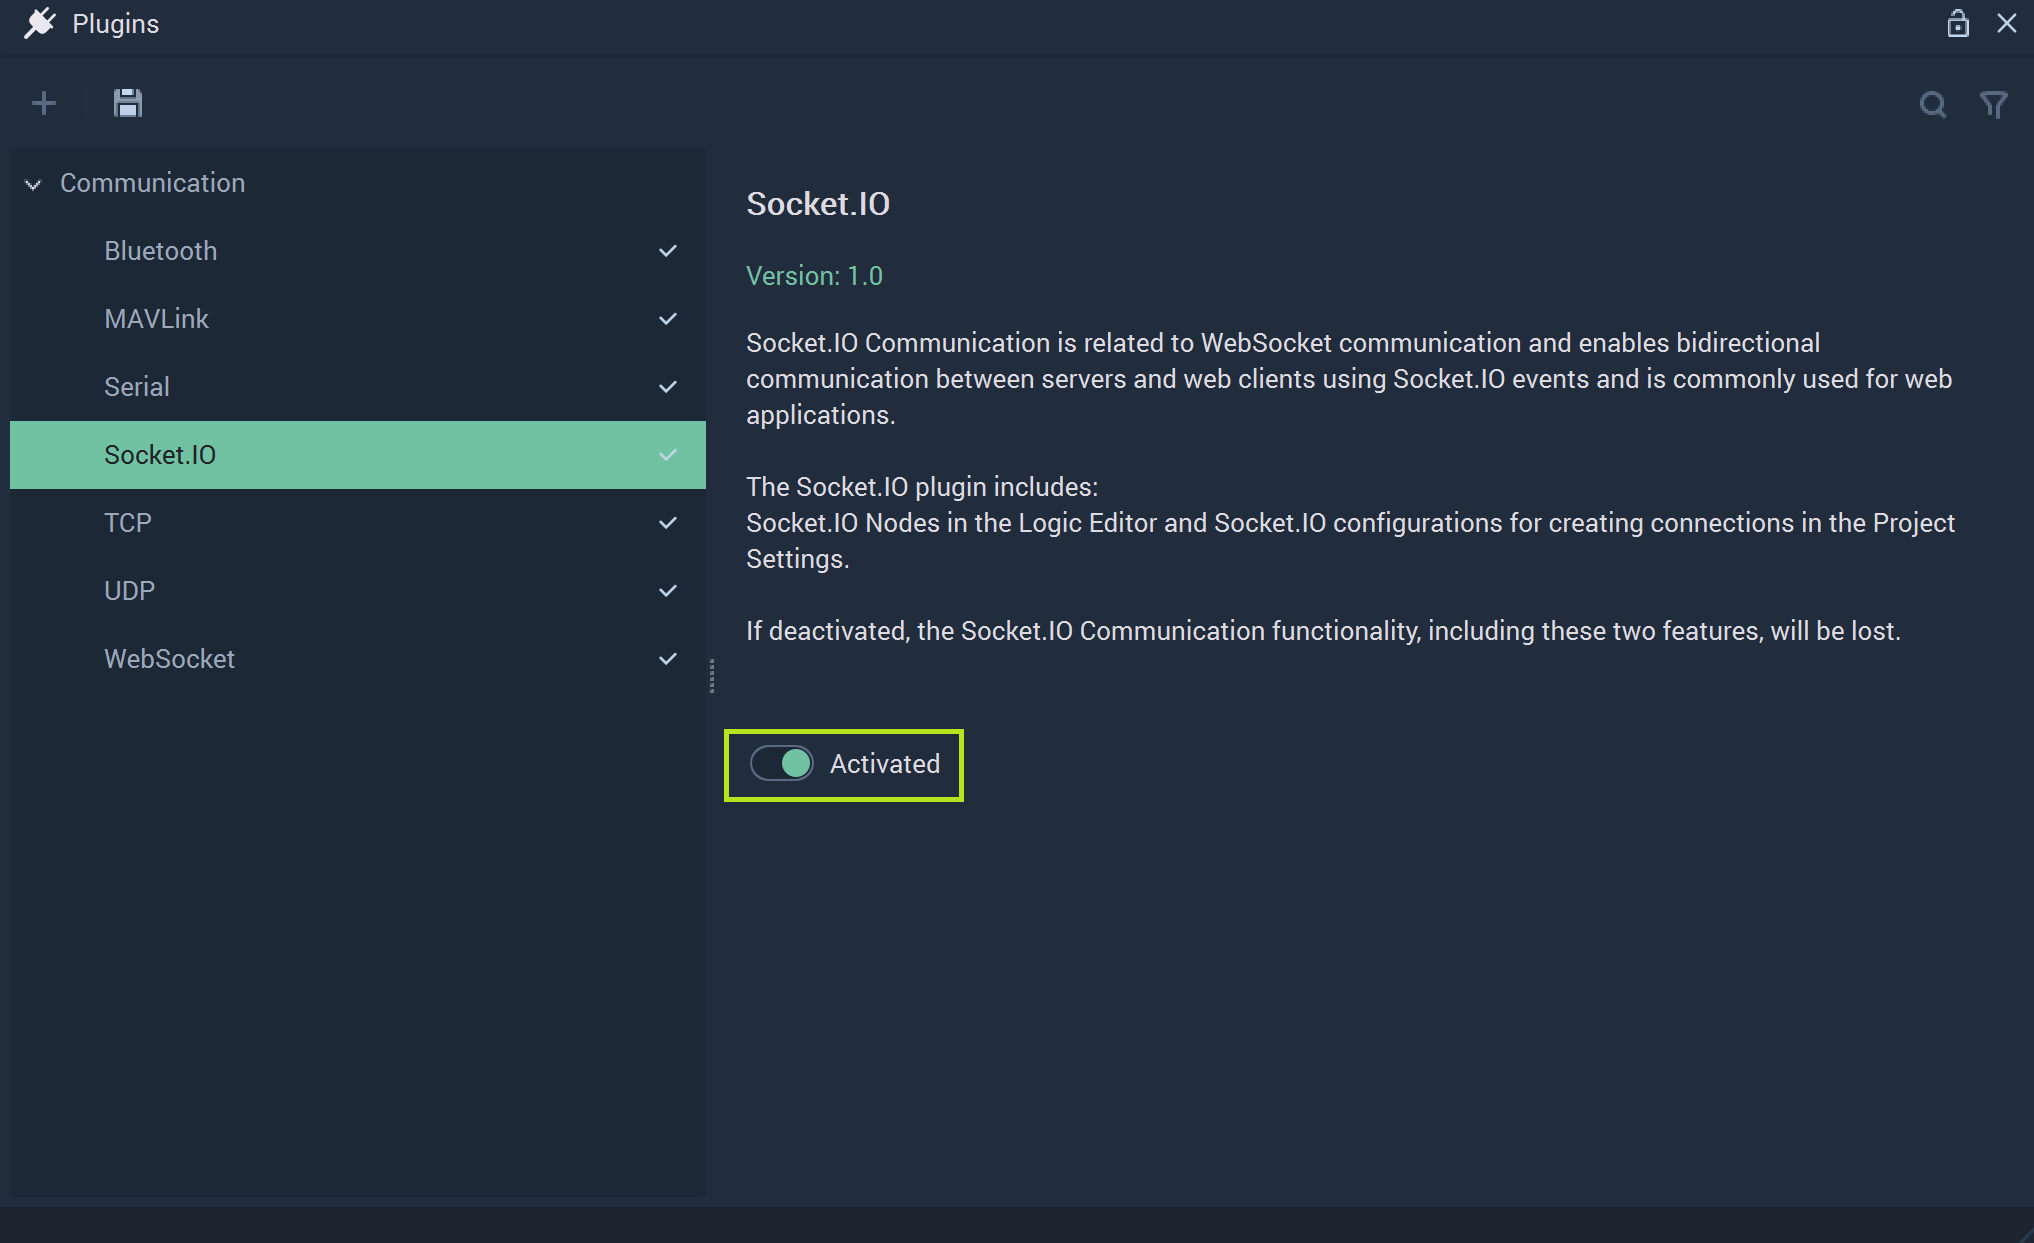 Plugins
Communication
Bluetooth
MAVLink
Serial
Socket.IO
TCP
UDP
WebSocket
Socket.IO
Version: 1.0
Socket.IO Communication is related to WebSocket communication and enables bidirectional
communication between servers and web clients using Socket.IO events and is commonly used for web
applications.
The Socket.IO plugin includes:
Socket.IO Nodes in the Logic Editor and Socket.IO configurations for creating connections in the Project
Settings.
If deactivated, the Socket.IO Communication functionality, including these two features, will be lost.
Activated